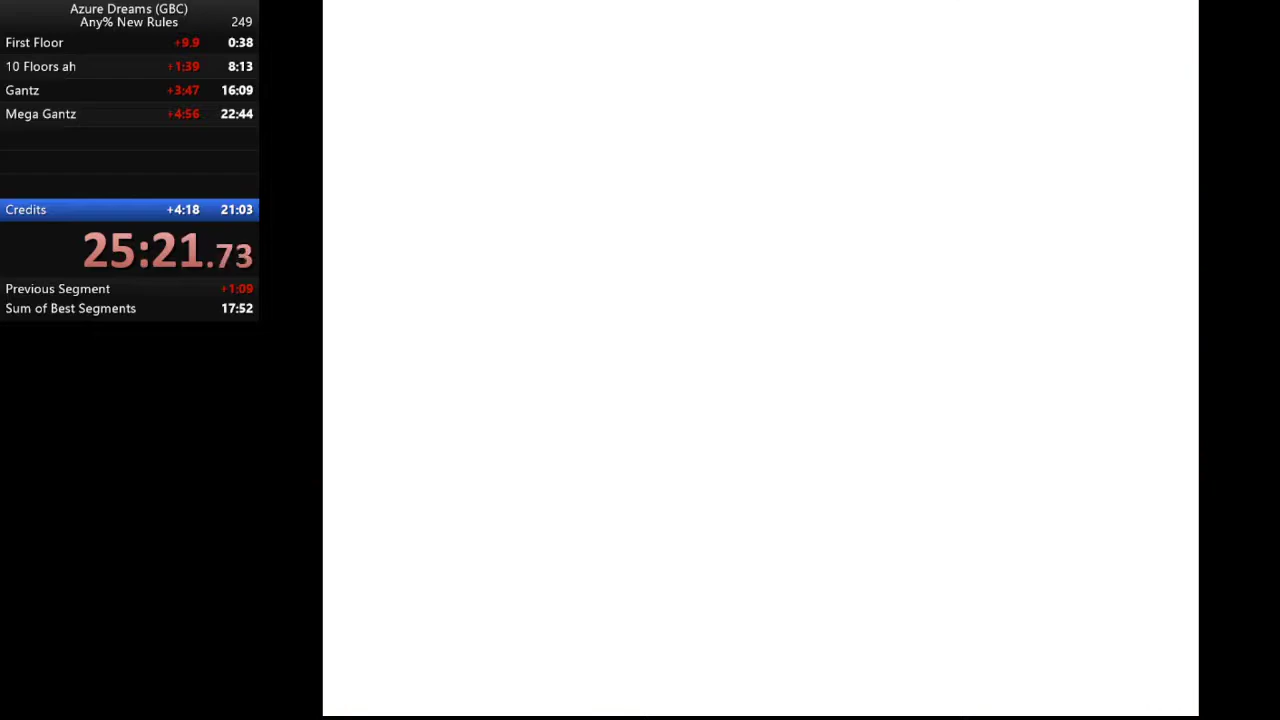 Azure Dreams (GBC)
Any% New Rules 249
First Floor +9.9 0:38
10 Floors ah +1:39 8:13
Gantz +3:47 16:09
Mega Gantz +4:56 22:44
Credits +4:18 21:03
25:21.73
Previous Segment +1:09
Sum of Best Segments 17:52